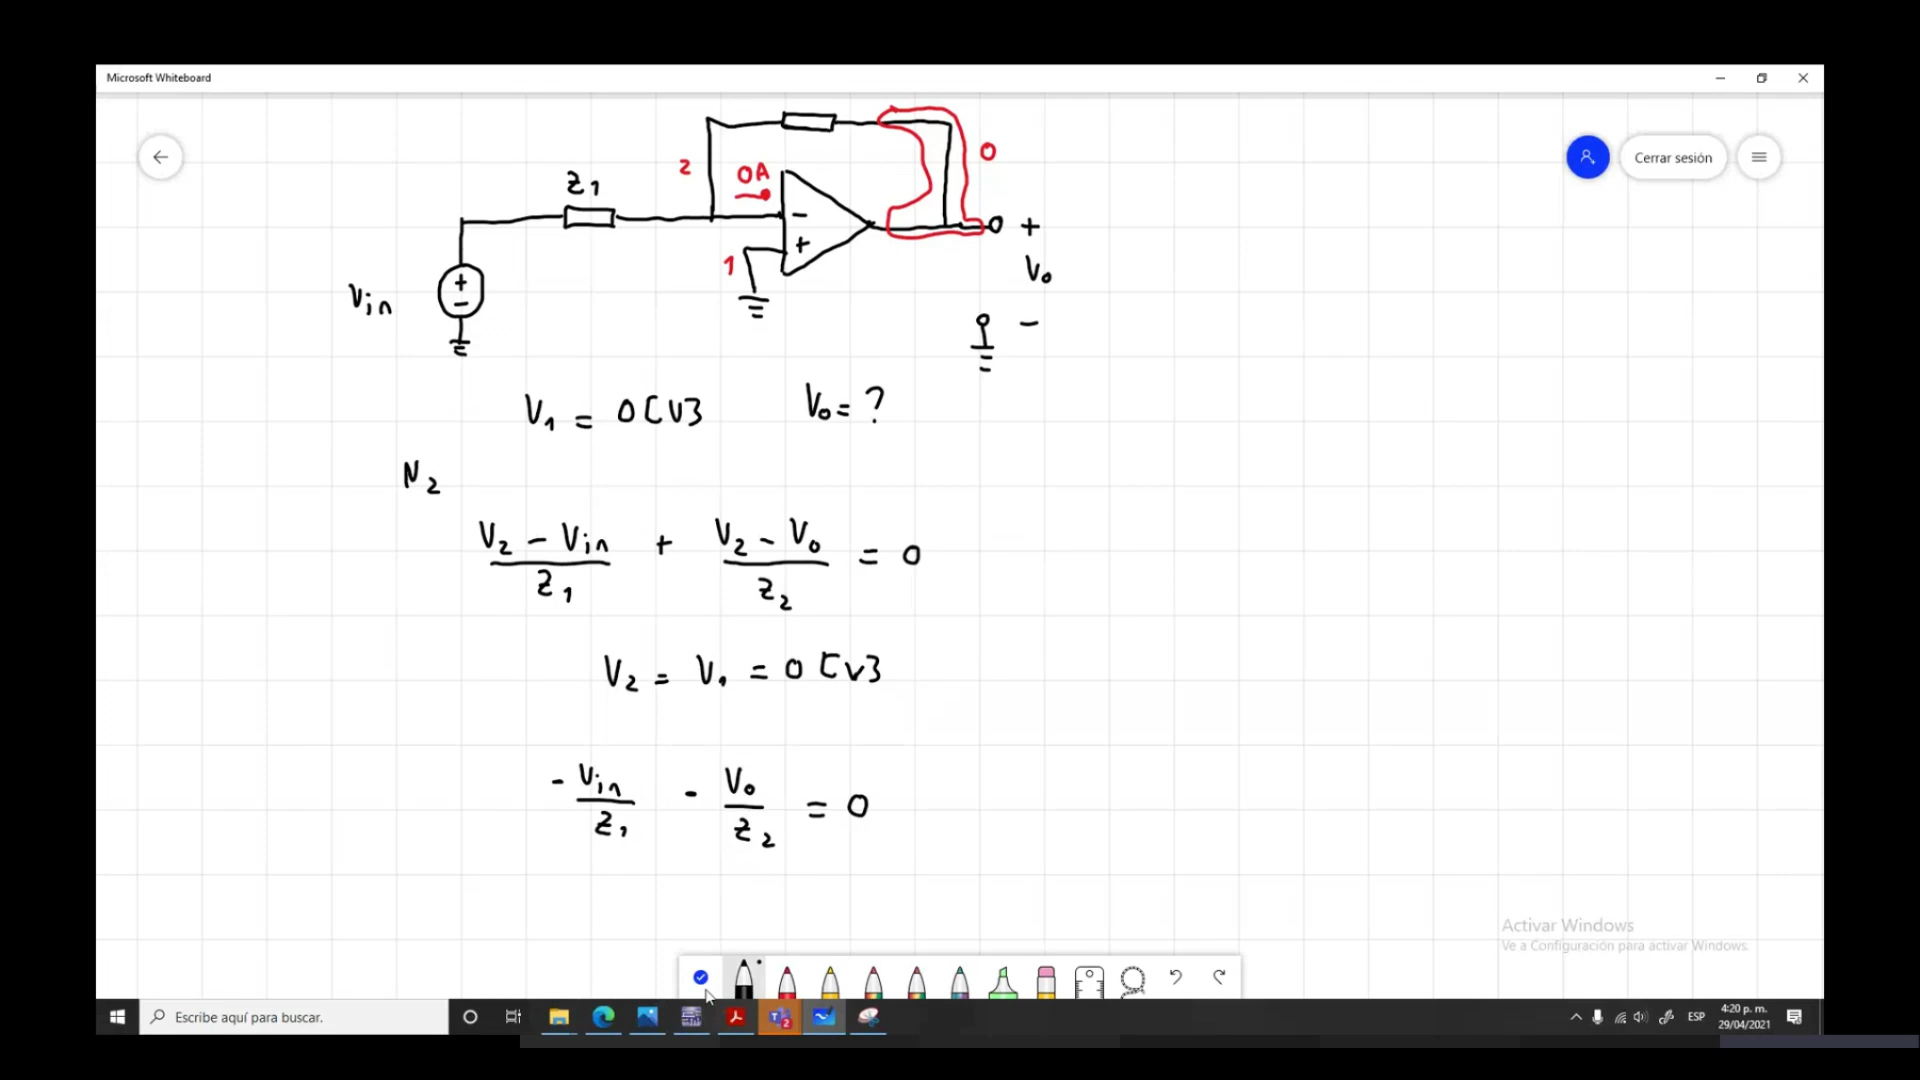 Microsoft Whiteboard
Cerrar sesión
2
0A
0
Z1
-
+
1
+
Vo
-
Vin
+
-
V1 = 0[V]
Vo = ?
N2
V2 - Vin / Z1 + V2 - Vo / Z2 = 0
V2 = V1 = 0[V]
- Vin / Z1 - Vo / Z2 = 0
Activar Windows
Ve a Configuración para activar Windows.
Escribe aquí para buscar.
ESP
4:20 p. m.
29/04/2021